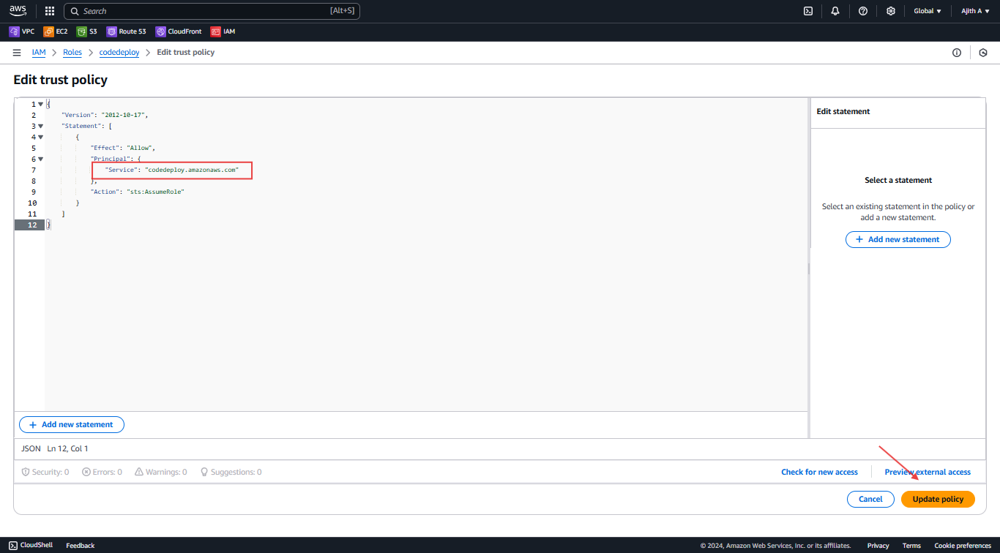 aws
Search [Alt+S]
Global ▼ Ajith A ▼
VPC EC2 S3 Route 53 CloudFront IAM
IAM > Roles > codedeploy > Edit trust policy
Edit trust policy
1 {
2 "Version": "2012-10-17",
3 "Statement": [
4 {
5 "Effect": "Allow",
6 "Principal": {
7 "Service": "codedeploy.amazonaws.com"
8 },
9 "Action": "sts:AssumeRole"
10 }
11 ]
12 }
Edit statement
Select a statement
Select an existing statement in the policy or
add a new statement.
+ Add new statement
+ Add new statement
JSON Ln 12, Col 1
Security: 0 Errors: 0 Warnings: 0 Suggestions: 0
Check for new access Preview external access
Cancel Update policy
CloudShell Feedback
© 2024, Amazon Web Services, Inc. or its affiliates. Privacy Terms Cookie preferences